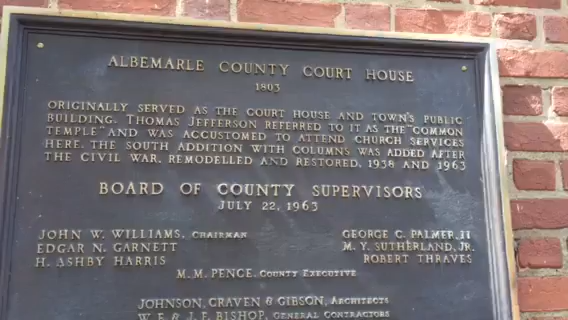 ALBEMARLE COUNTY COURT HOUSE
1803
ORIGINALLY SERVED AS THE COURT HOUSE AND TOWN'S PUBLIC
BUILDING. THOMAS JEFFERSON REFERRED TO IT AS THE "COMMON
TEMPLE" AND WAS ACCUSTOMED TO ATTEND CHURCH SERVICES
HERE. THE SOUTH ADDITION WITH COLUMNS WAS ADDED AFTER
THE CIVIL WAR. REMODELLED AND RESTORED, 1938 AND 1963
BOARD OF COUNTY SUPERVISORS
JULY 22, 1963
JOHN W. WILLIAMS, CHAIRMAN
EDGAR N. GARNETT
H. ASHBY HARRIS
GEORGE C. PALMER, II
M. Y. SUTHERLAND, JR.
ROBERT THRAVES
M. M. PENCE, COUNTY EXECUTIVE
JOHNSON, CRAVEN & GIBSON, ARCHITECTS
W. E. & J. E. BISHOP, GENERAL CONTRACTORS